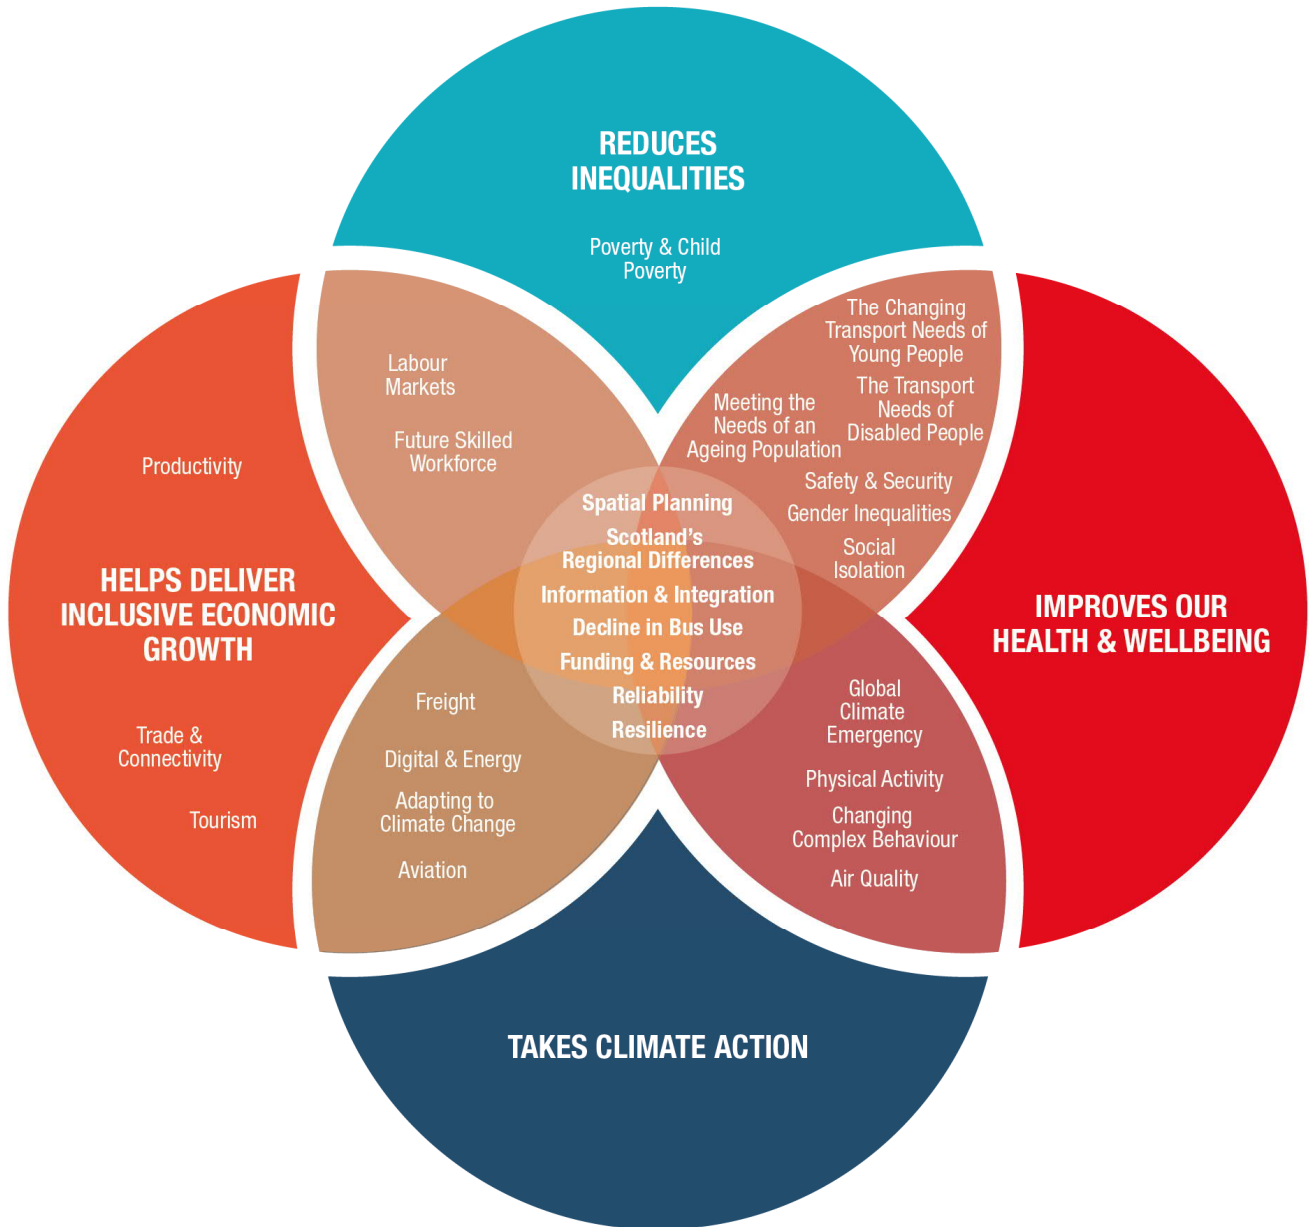 REDUCES
INEQUALITIES
Poverty & Child
Poverty
Labour
Markets
Future Skilled
Workforce
The Changing
Transport Needs of
Young People
The Transport
Needs of
Disabled People
Meeting the
Needs of an
Ageing Population
Safety & Security
Gender Inequalities
Social
Isolation
Productivity
HELPS DELIVER
INCLUSIVE ECONOMIC
GROWTH
Trade &
Connectivity
Tourism
Spatial Planning
Scotland's
Regional Differences
Information & Integration
Decline in Bus Use
Funding & Resources
Reliability
Resilience
IMPROVES OUR
HEALTH & WELLBEING
Freight
Digital & Energy
Adapting to
Climate Change
Aviation
Global
Climate
Emergency
Physical Activity
Changing
Complex Behaviour
Air Quality
TAKES CLIMATE ACTION